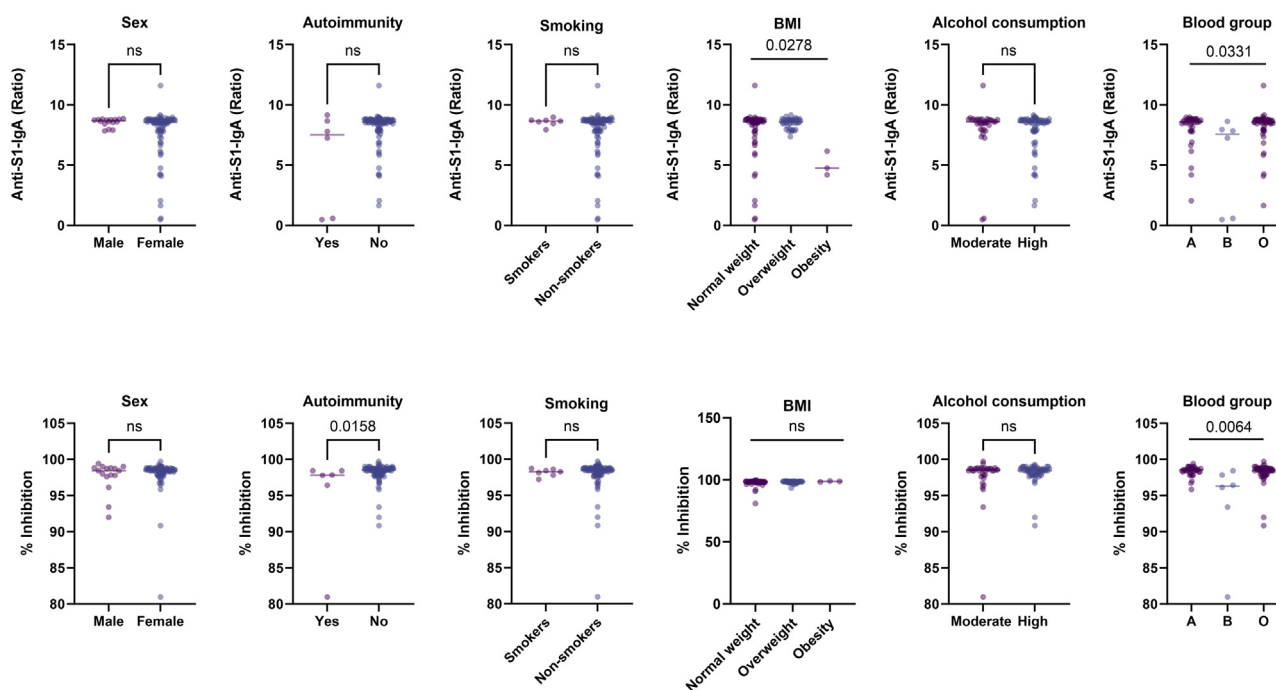 Sex
Anti-S1-IgA (Ratio)
15
10
5
0
ns
Male Female
Autoimmunity
Anti-S1-IgA (Ratio)
15
10
5
0
ns
Yes No
Smoking
Anti-S1-IgA (Ratio)
15
10
5
0
ns
Smokers
Non-smokers
BMI
Anti-S1-IgA (Ratio)
15
10
5
0
0.0278
Normal weight
Overweight
Obesity
Alcohol consumption
Anti-S1-IgA (Ratio)
15
10
5
0
ns
Moderate High
Blood group
Anti-S1-IgA (Ratio)
15
10
5
0
0.0331
A B O
Sex
% Inhibition
105
100
95
90
85
80
ns
Male Female
Autoimmunity
% Inhibition
105
100
95
90
85
80
0.0158
Yes No
Smoking
% Inhibition
105
100
95
90
85
80
ns
Smokers
Non-smokers
BMI
% Inhibition
150
100
50
0
ns
Normal weight
Overweight
Obesity
Alcohol consumption
% Inhibition
105
100
95
90
85
80
ns
Moderate High
Blood group
% Inhibition
105
100
95
90
85
80
0.0064
A B O